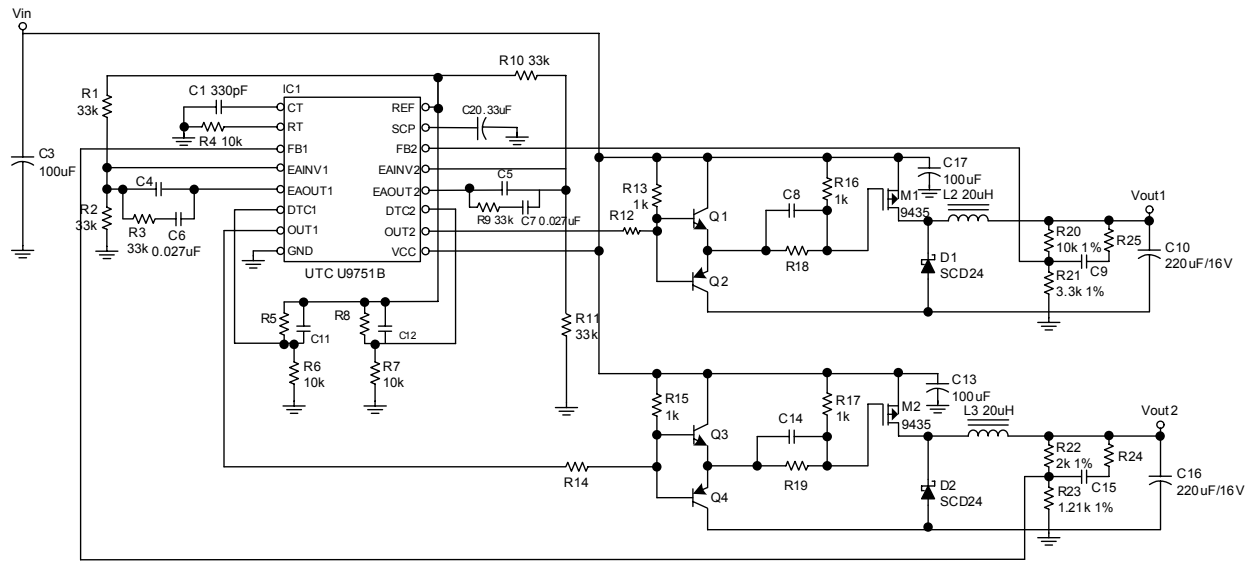 Vin
R10 33k
R1
33k
C1 330pF
IC1
C20.33uF
CT
RT
FB1
EAINV1
EAOUT1
DTC1
OUT1
GND
REF
SCP
FB2
EAINV2
EAOUT2
DTC2
OUT2
VCC
UTC U9751B
R4 10k
C3
100uF
C4
R2
33k
R3
33k
C6
0.027uF
C5
R9 33k
C7 0.027uF
R5
C11
R8
C12
R6
10k
R7
10k
R11
33k
R13
1k
R12
Q1
Q2
C8
R16
1k
R18
M1
9435
C17
100uF
L2 20uH
D1
SCD24
Vout1
R20
10k 1%
R25
C9
R21
3.3k 1%
C10
220uF/16V
R15
1k
R14
Q3
Q4
C14
R17
1k
R19
M2
9435
C13
100uF
L3 20uH
D2
SCD24
Vout2
R22
2k 1%
R24
C15
R23
1.21k 1%
C16
220uF/16V